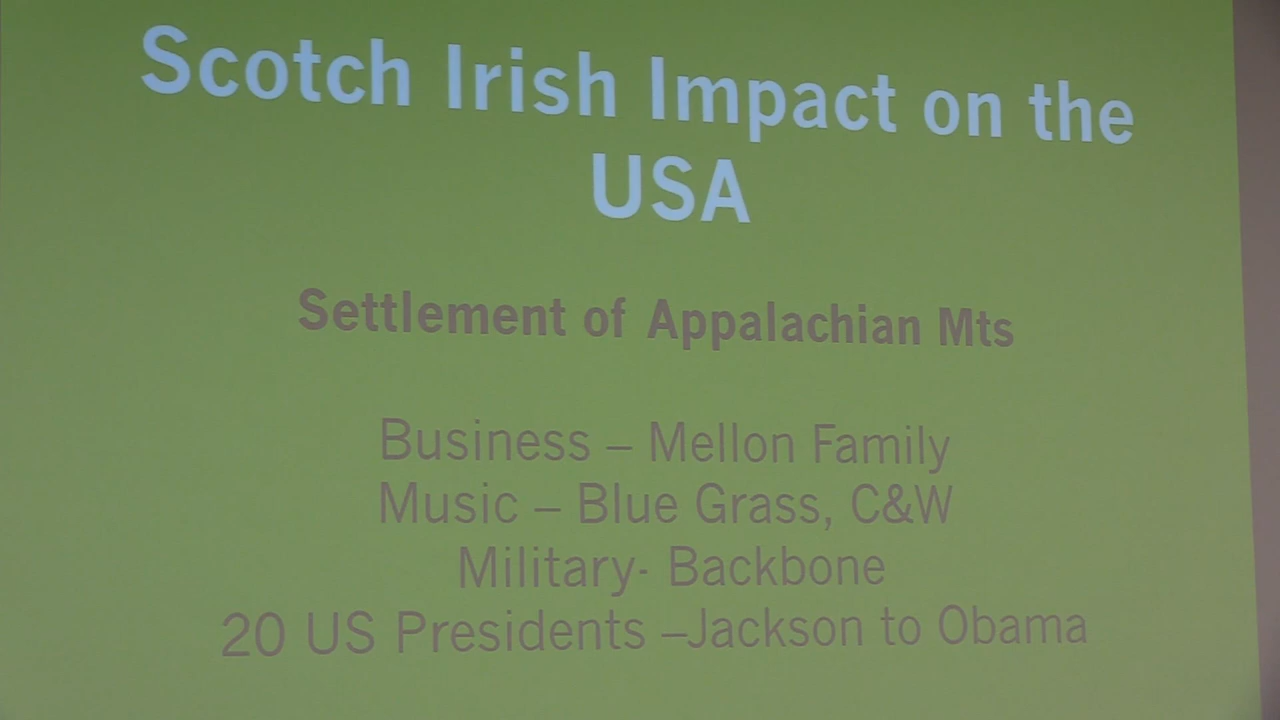 Scotch Irish Impact on the
USA
Settlement of Appalachian Mts
Business – Mellon Family
Music – Blue Grass, C&W
Military- Backbone
20 US Presidents –Jackson to Obama